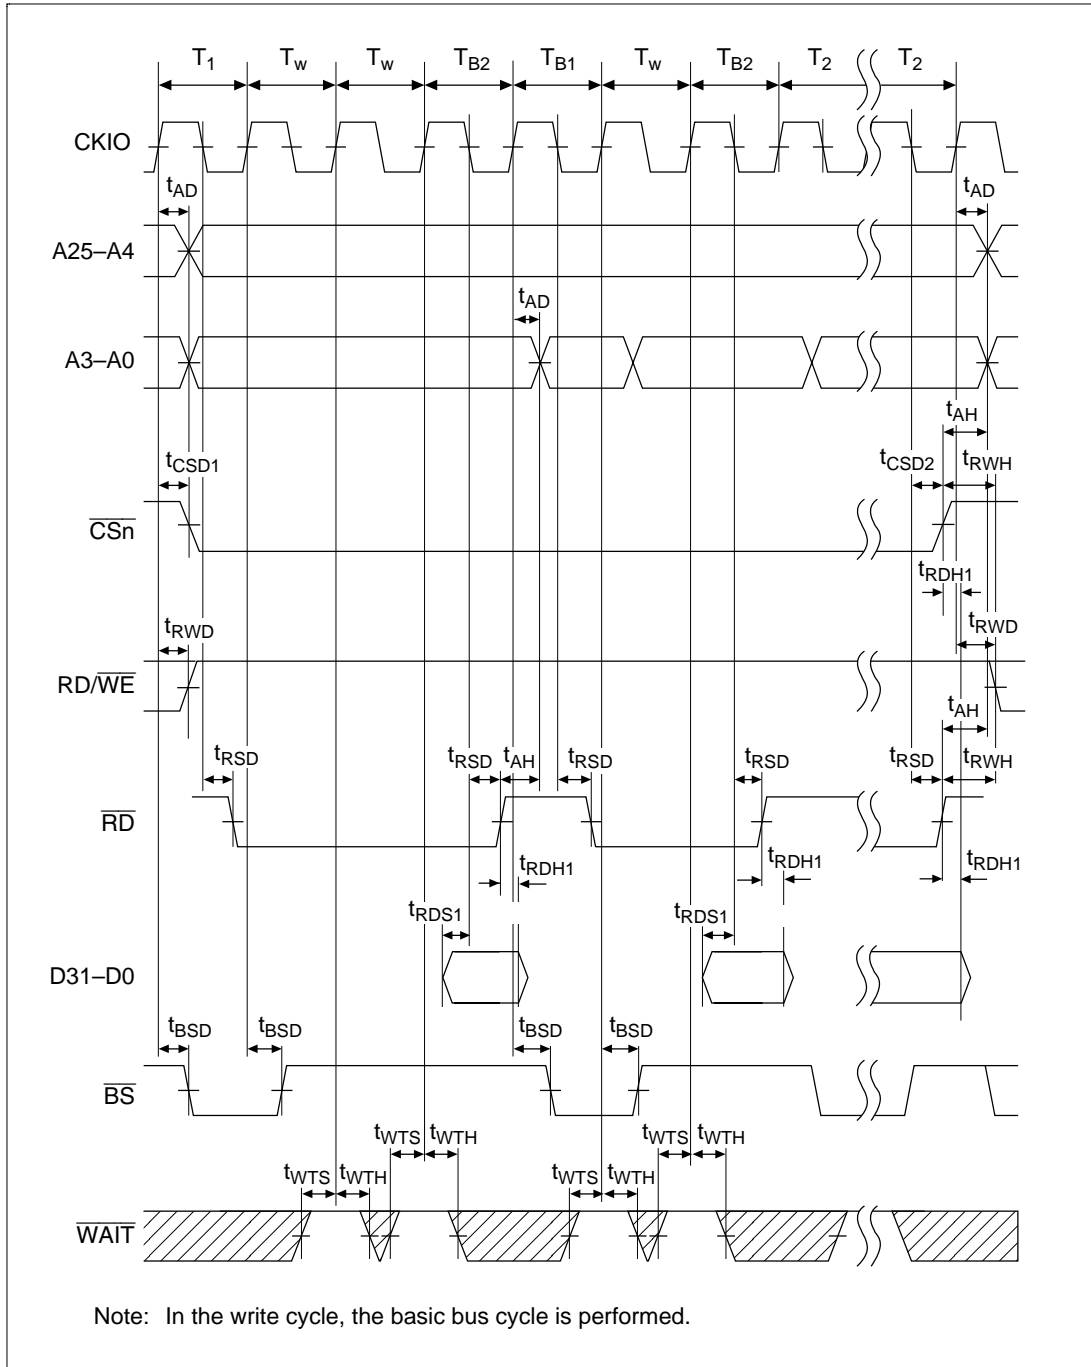 T1 Tw Tw TB2 TB1 Tw TB2 T2 T2
CKIO
tAD tAD
A25–A4
tAD
A3–A0
tAH
tCSD1 tCSD2 tRWH
CSn
tRDH1
tRWD tRWD
RD/WE
tAH
tRSD tRSD tAH tRSD tRSD tRSD tRWH
RD
tRDH1 tRDH1 tRDH1
tRDS1 tRDS1
D31–D0
tBSD tBSD tBSD tBSD
BS
tWTS tWTH tWTS tWTH
tWTS tWTH tWTS tWTH
WAIT
Note: In the write cycle, the basic bus cycle is performed.